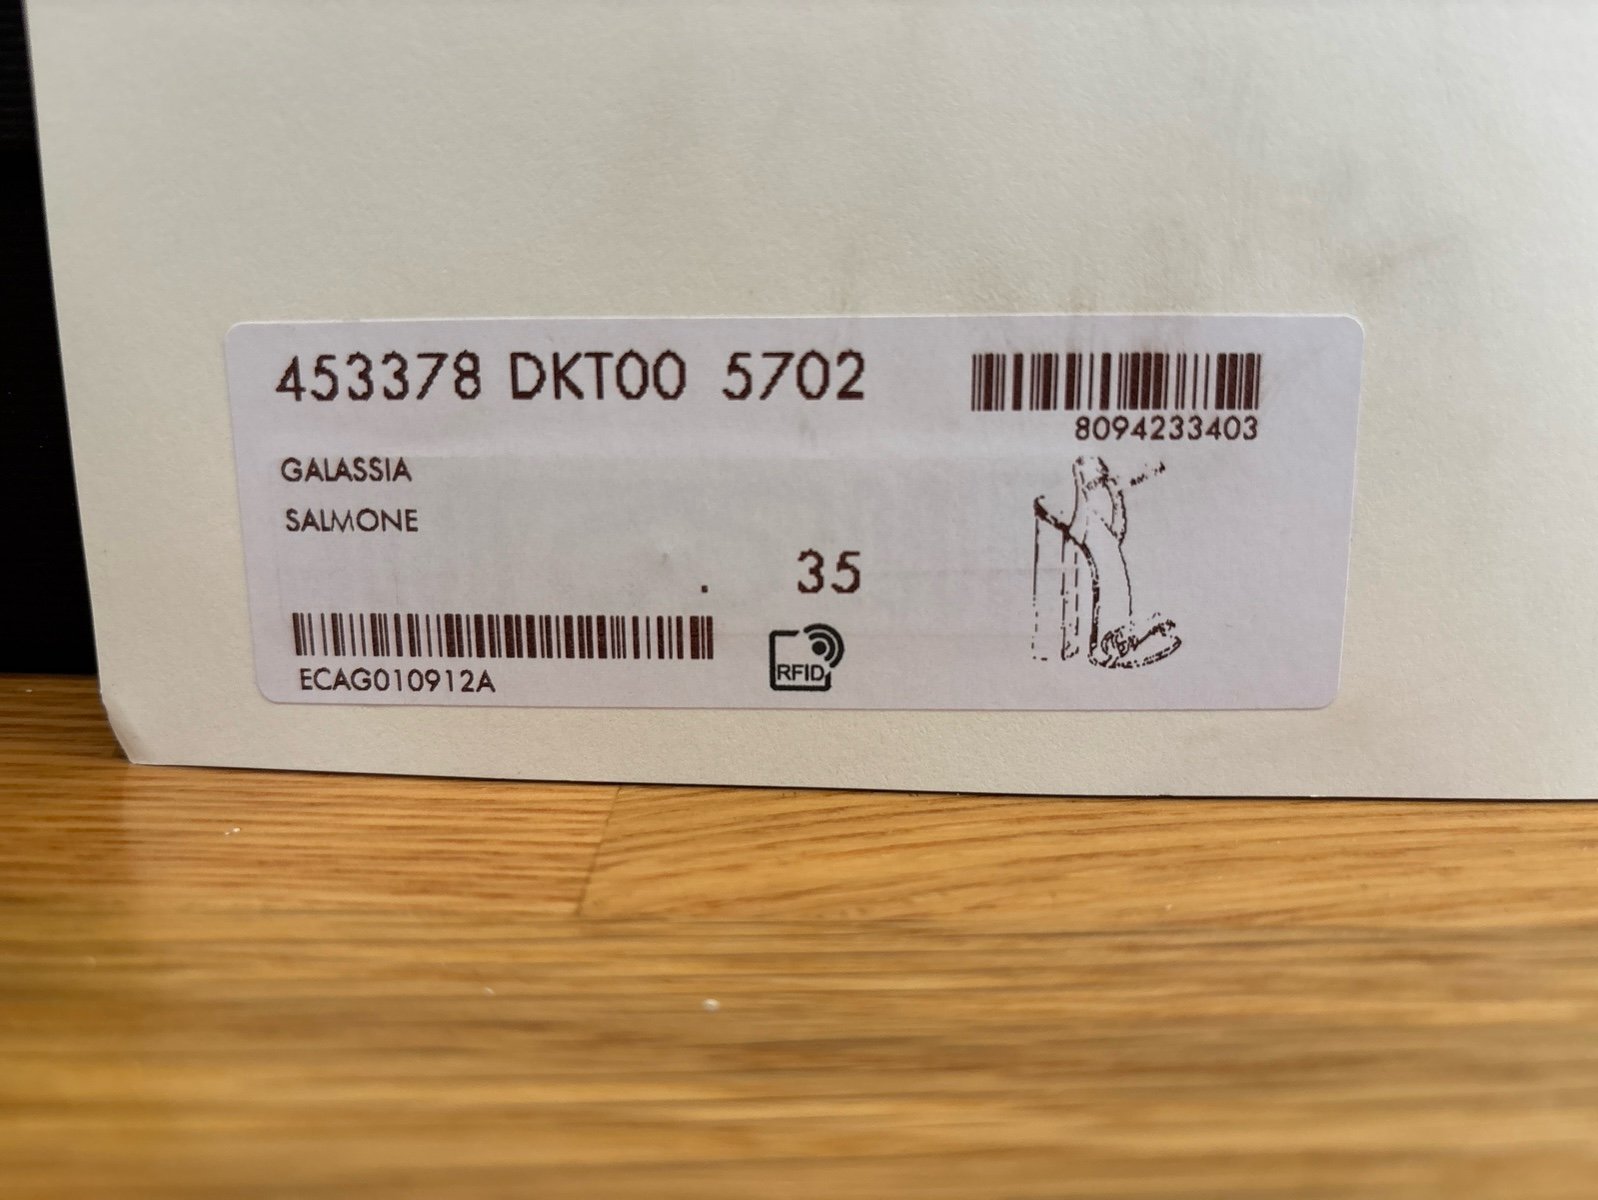 453378 DKT00 5702
8094233403
GALASSIA
SALMONE
. 35
ECAG010912A
RFID